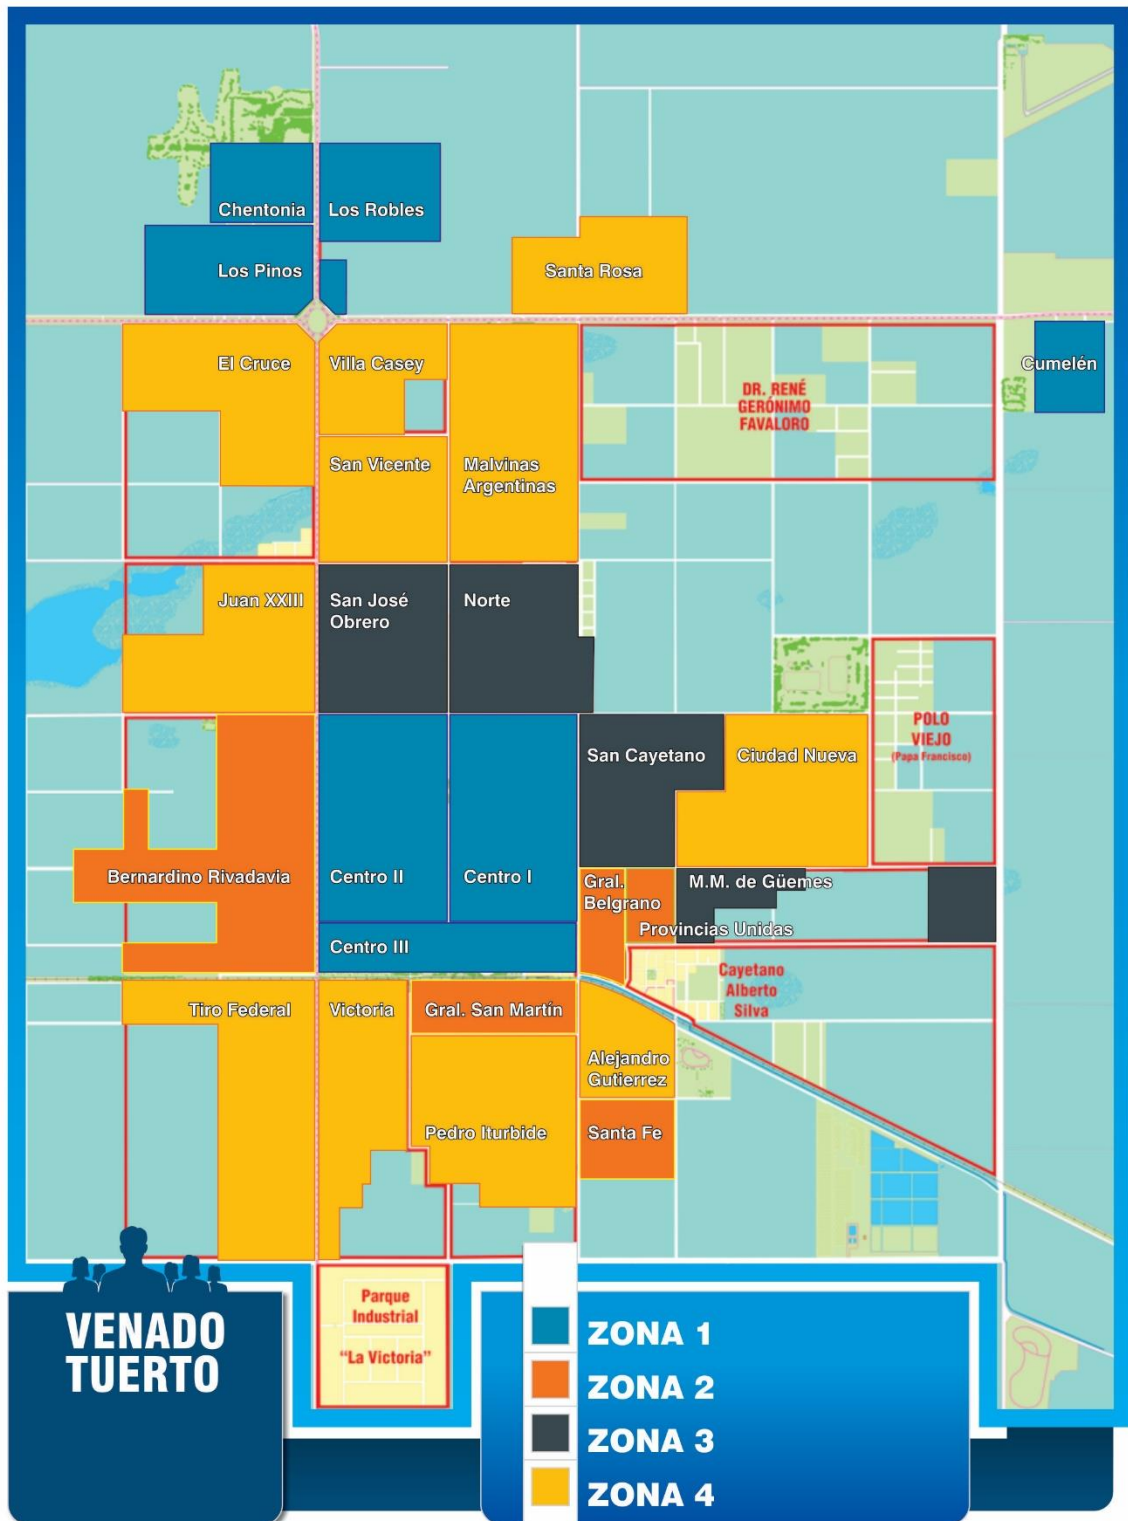 Chentonia
Los Robles
Los Pinos
Santa Rosa
El Cruce
Villa Casey
Cumelén
DR. RENÉ
GERÓNIMO
FAVALORO
San Vicente
Malvinas
Argentinas
Juan XXIII
San José
Obrero
Norte
POLO
VIEJO
(Papa Francisco)
San Cayetano
Ciudad Nueva
Bernardino Rivadavia
Centro II
Centro I
Gral.
Belgrano
M.M. de Güemes
Provincias Unidas
Centro III
Cayetano
Alberto
Silva
Tiro Federal
Victoria
Gral. San Martín
Alejandro
Gutierrez
Pedro Iturbide
Santa Fe
Parque
Industrial
"La Victoria"
VENADO
TUERTO
ZONA 1
ZONA 2
ZONA 3
ZONA 4